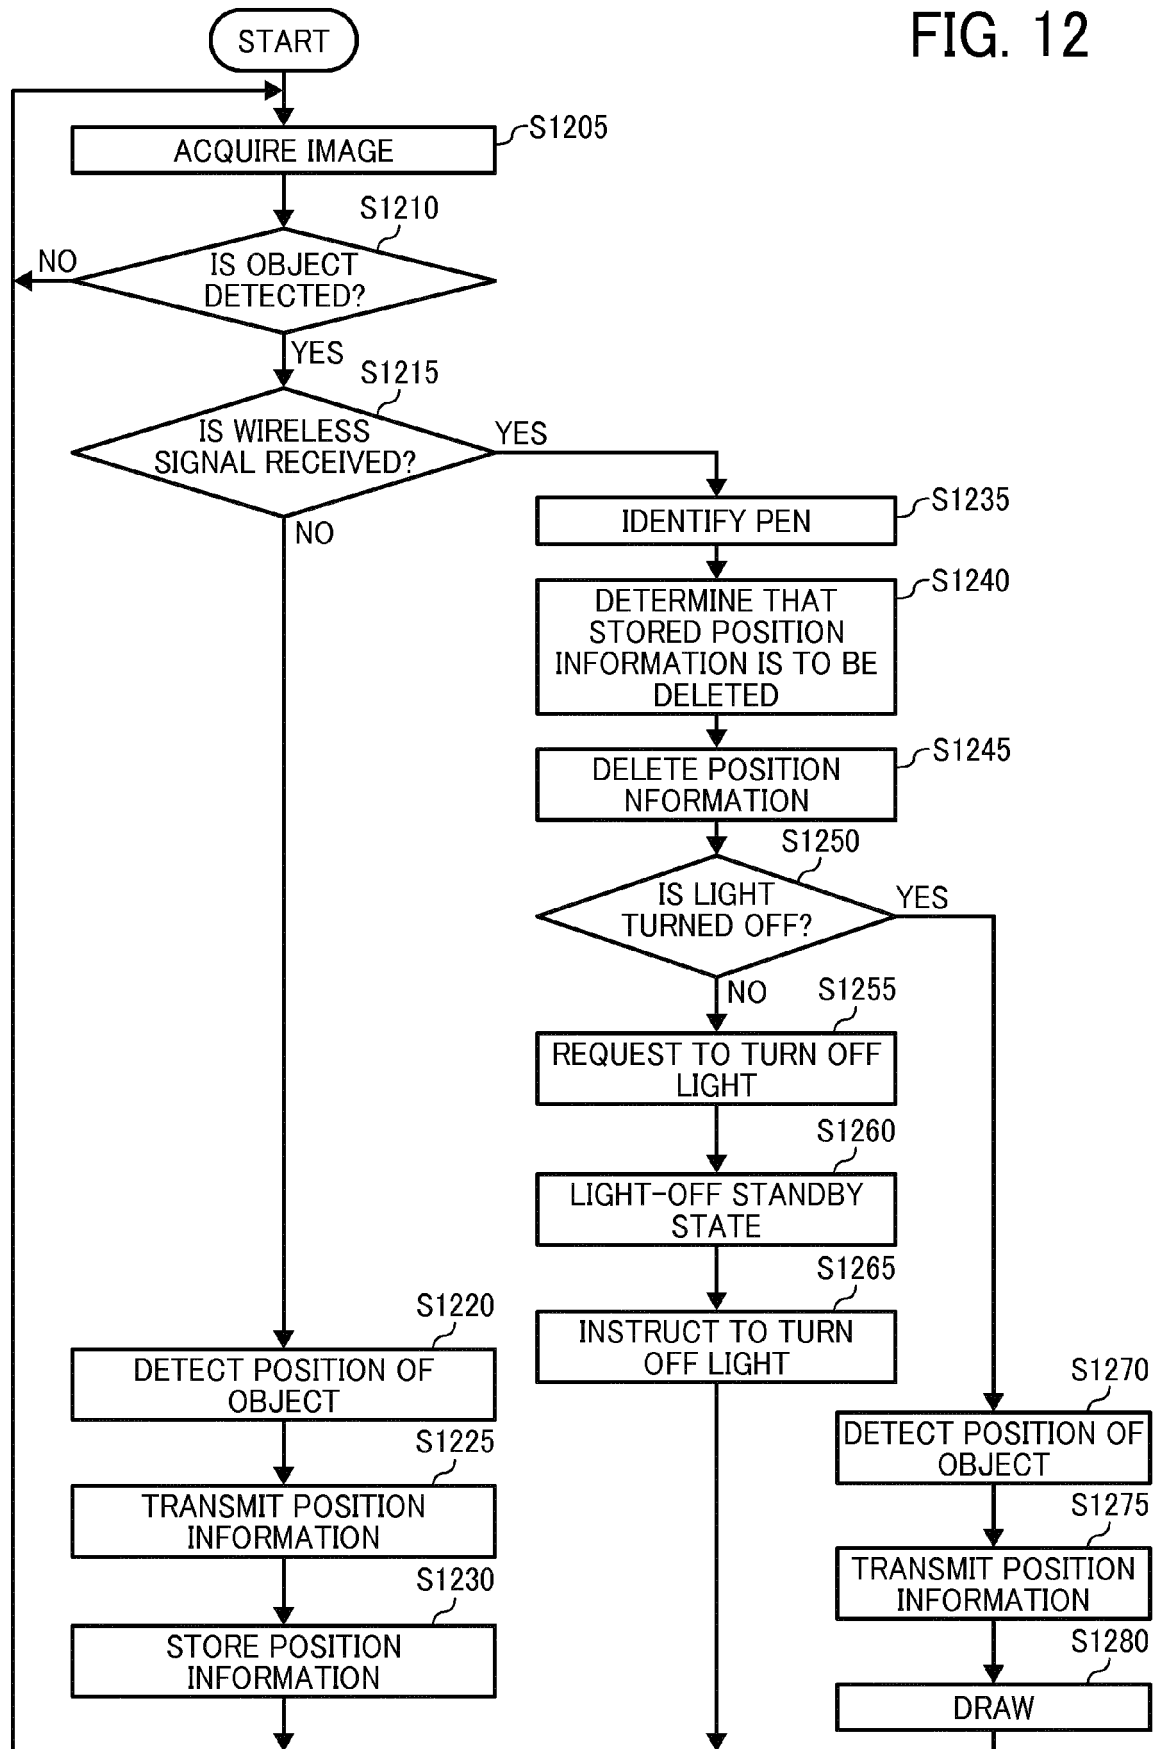 FIG. 12
START
S1205
ACQUIRE IMAGE
S1210
IS OBJECT
DETECTED?
NO
YES
S1215
IS WIRELESS
SIGNAL RECEIVED?
YES
NO
S1235
IDENTIFY PEN
S1240
DETERMINE THAT
STORED POSITION
INFORMATION IS TO BE
DELETED
S1245
DELETE POSITION
NFORMATION
S1250
IS LIGHT
TURNED OFF?
YES
NO
S1255
REQUEST TO TURN OFF
LIGHT
S1260
LIGHT-OFF STANDBY
STATE
S1265
INSTRUCT TO TURN
OFF LIGHT
S1220
DETECT POSITION OF
OBJECT
S1225
TRANSMIT POSITION
INFORMATION
S1230
STORE POSITION
INFORMATION
S1270
DETECT POSITION OF
OBJECT
S1275
TRANSMIT POSITION
INFORMATION
S1280
DRAW